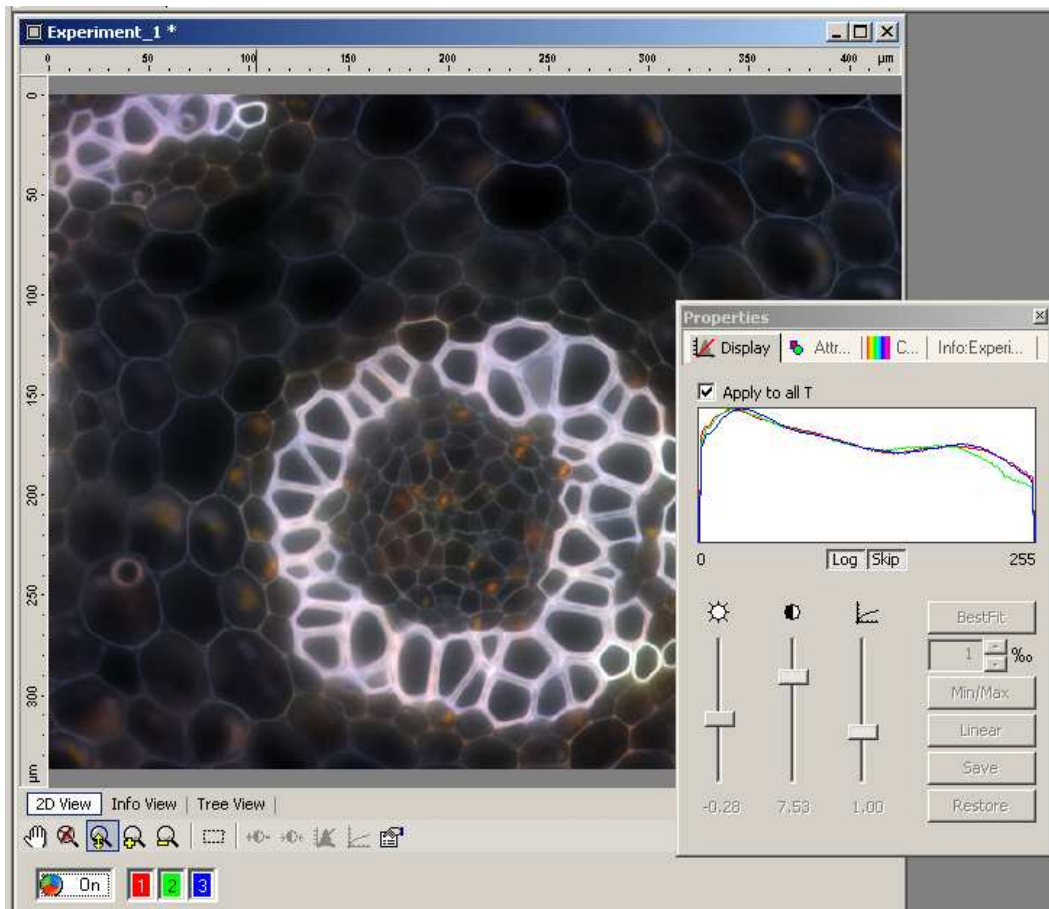 Experiment_1 *
0 50 100 150 200 250 300 350 400 µm
0
50
100
150
200
250
300
µm
Properties
Display Attr... C... Info:Experi...
Apply to all T
0 Log Skip 255
BestFit
1 ‰
Min/Max
Linear
Save
-0.28 7.53 1.00 Restore
2D View Info View Tree View
On 1 2 3